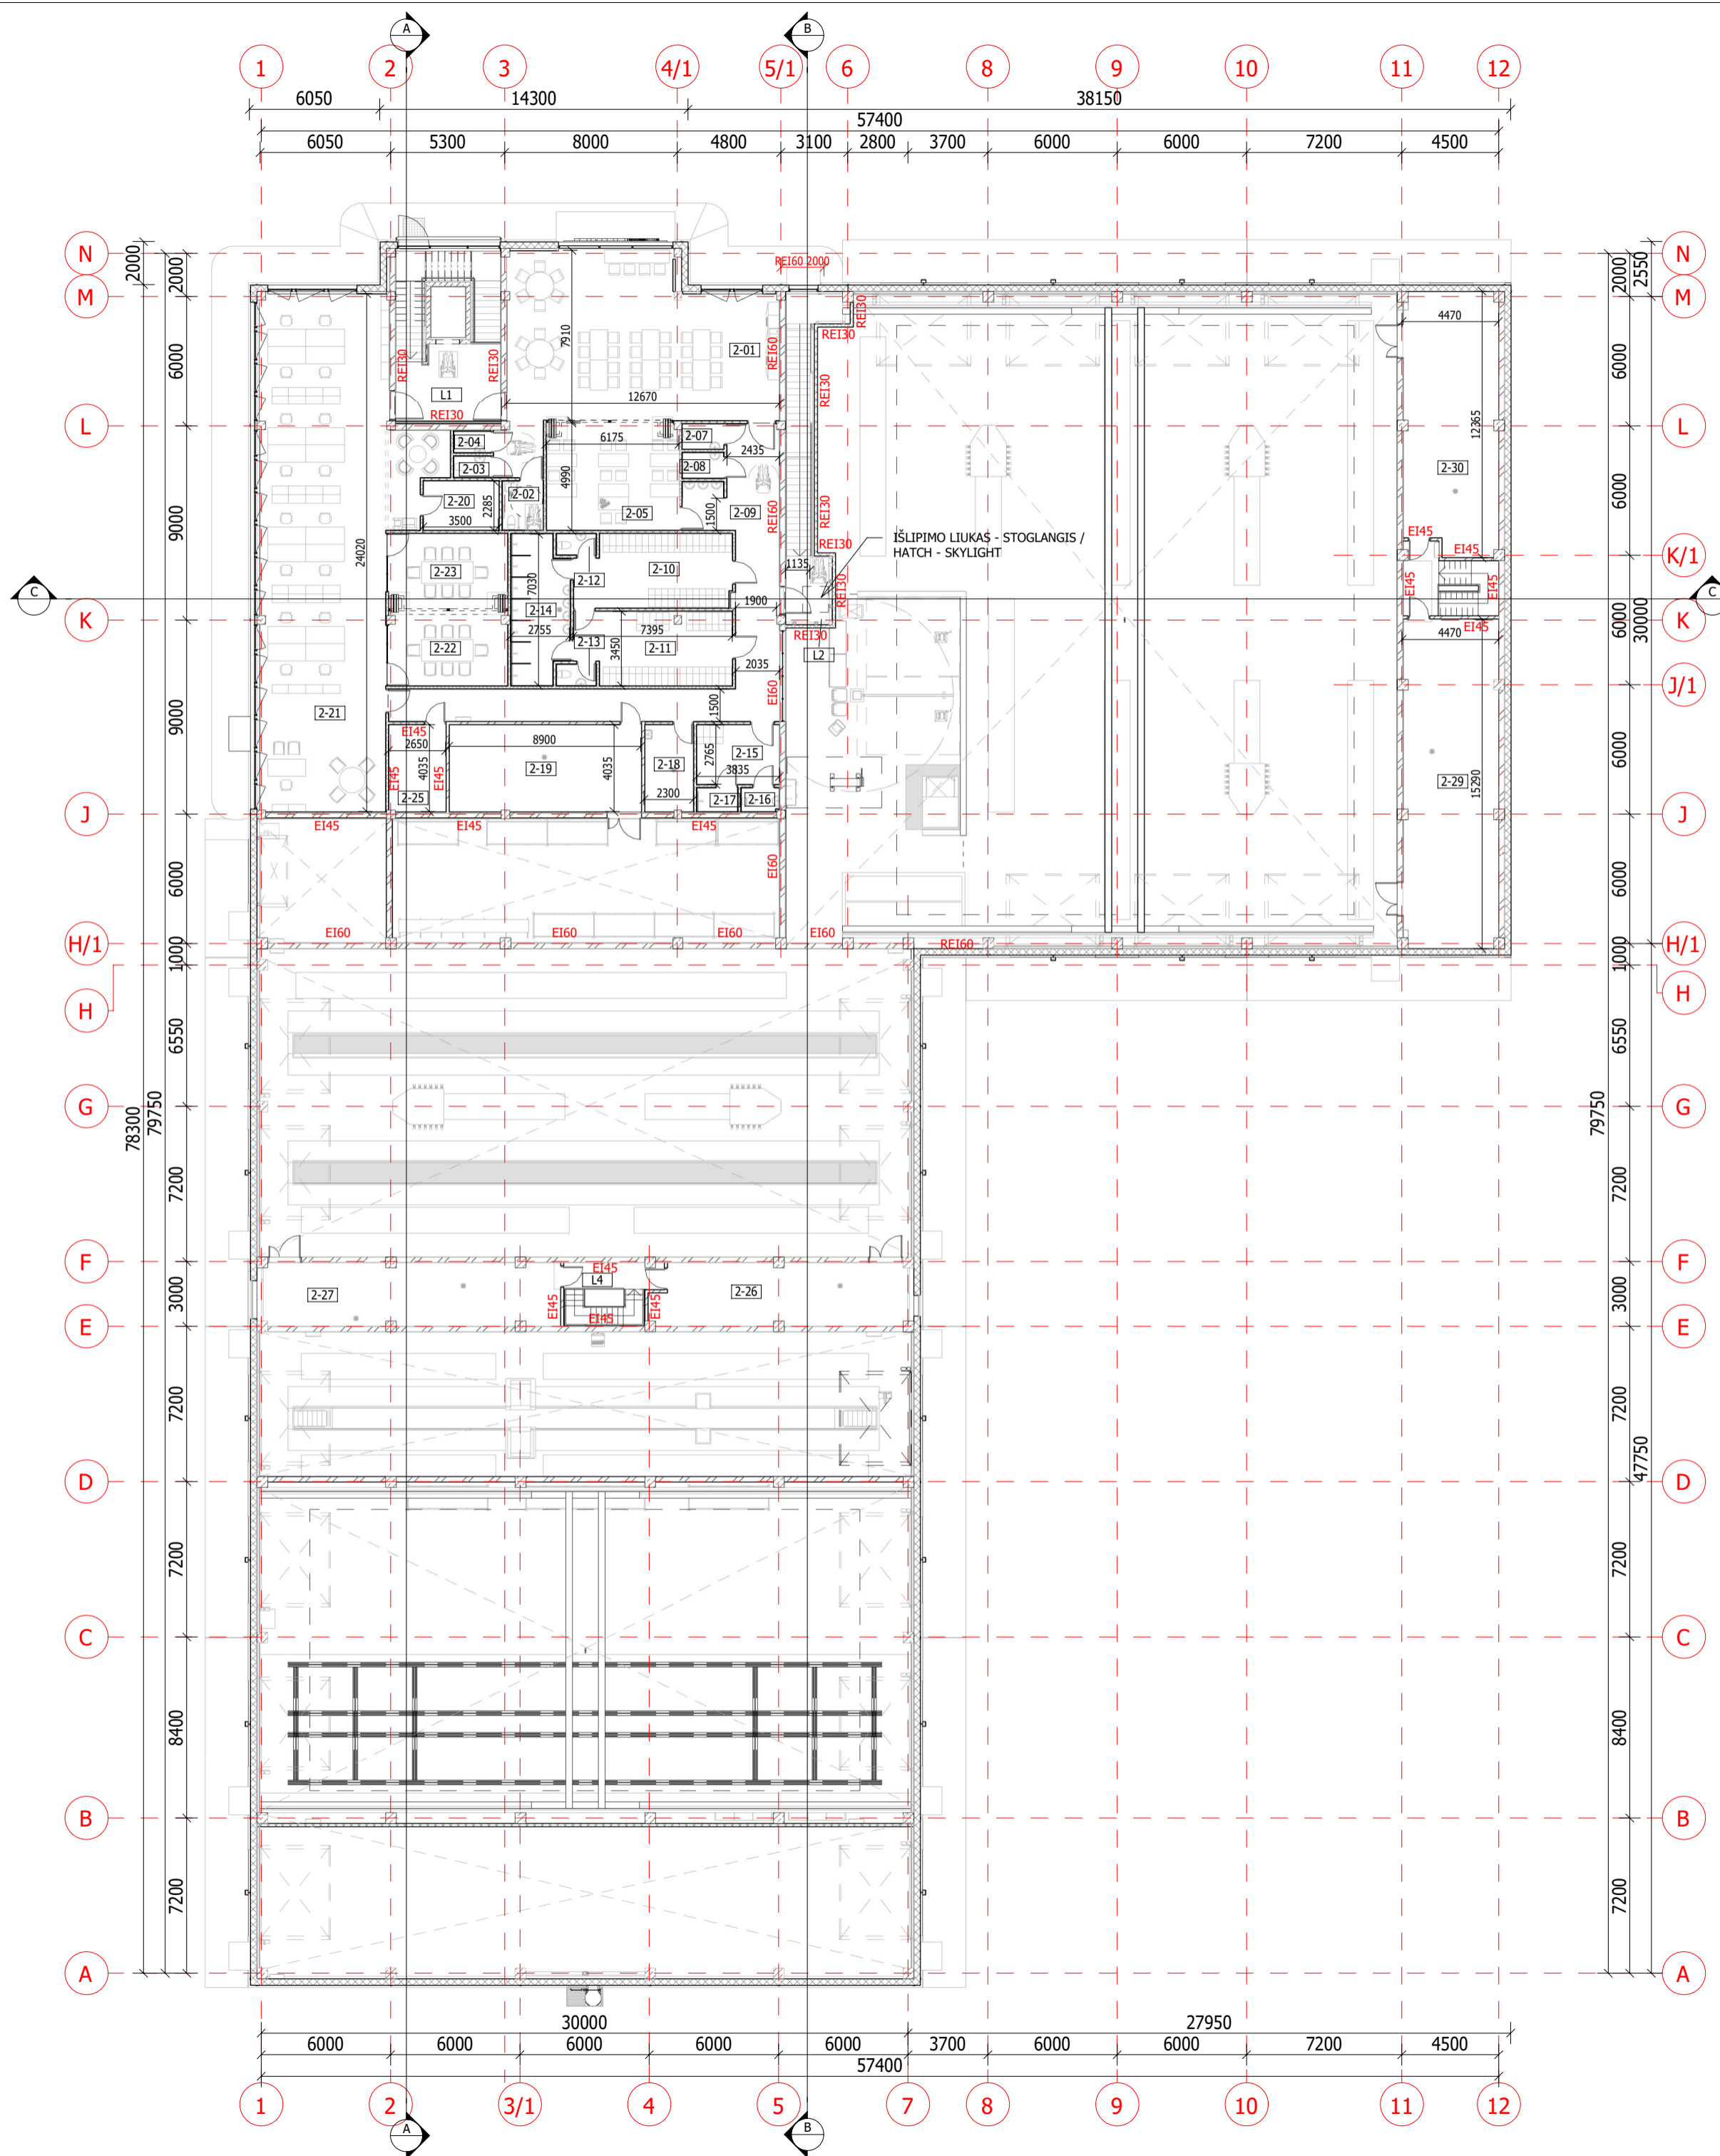 A
B
1
2
3
4/1
5/1
6
8
9
10
11
12
6050
14300
38150
57400
6050
5300
8000
4800
3100
2800
3700
6000
6000
7200
4500
N
2000
2000
REI60 2000
2000
2550
N
M
M
7910
REI30
4470
6000
REI30
REI30
REI60
REI30
2-01
REI30
6000
L1
12670
12365
REI30
L
L
2-04
6175
2-07
2435
2-03
2-08
2-30
4990
2-02
2-20
2285
3500
2-05
1500
2-09
REI60
REI30
6000
9000
24020
REI30
IŠLIPIMO LIUKAS - STOGLANGIS /
HATCH - SKYLIGHT
EI45
EI45
K/1
2-23
7030
2-12
2-10
1135
REI30
EI45
EI45
C
C
2-14
1900
K
2755
7395
REI30
EI45
6000
30000
K
2-22
2-13
3450
2-11
L2
4470
2035
EI60
J/1
2-21
1500
9000
EI45
2650
8900
2-15
2765
6000
EI45
4035
EI45
2-19
4035
2-18
3835
2-29
15290
2-25
2300
2-17
2-16
J
EI45
EI45
EI45
J
6000
EI60
6000
H/1
EI60
EI60
EI60
EI60
REI60
H/1
1000
1000
H
H
6550
6550
G
G
78300
79750
79750
7200
7200
F
F
EI45
L4
3000
2-27
EI45
EI45
EI45
2-26
3000
E
E
7200
7200
47750
D
D
7200
7200
C
C
8400
8400
B
B
7200
7200
A
A
30000
27950
6000
6000
6000
6000
6000
3700
6000
6000
7200
4500
57400
1
2
3/1
4
5
7
8
9
10
11
12
A
B